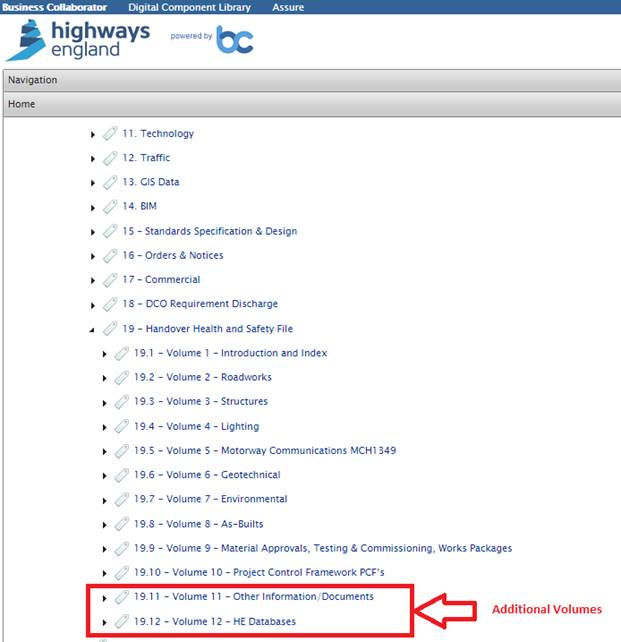 Business Collaborator Digital Component Library Assure
highways
england
powered by bc
Navigation
Home
11. Technology
12. Traffic
13. GIS Data
14. BIM
15 - Standards Specification & Design
16 - Orders & Notices
17 - Commercial
18 - DCO Requirement Discharge
19 - Handover Health and Safety File
19.1 - Volume 1 - Introduction and Index
19.2 - Volume 2 - Roadworks
19.3 - Volume 3 - Structures
19.4 - Volume 4 - Lighting
19.5 - Volume 5 - Motorway Communications MCH1349
19.6 - Volume 6 - Geotechnical
19.7 - Volume 7 - Environmental
19.8 - Volume 8 - As-Builts
19.9 - Volume 9 - Material Approvals, Testing & Commissioning, Works Packages
19.10 - Volume 10 - Project Control Framework PCF's
19.11 - Volume 11 - Other Information/Documents
19.12 - Volume 12 - HE Databases
Additional Volumes